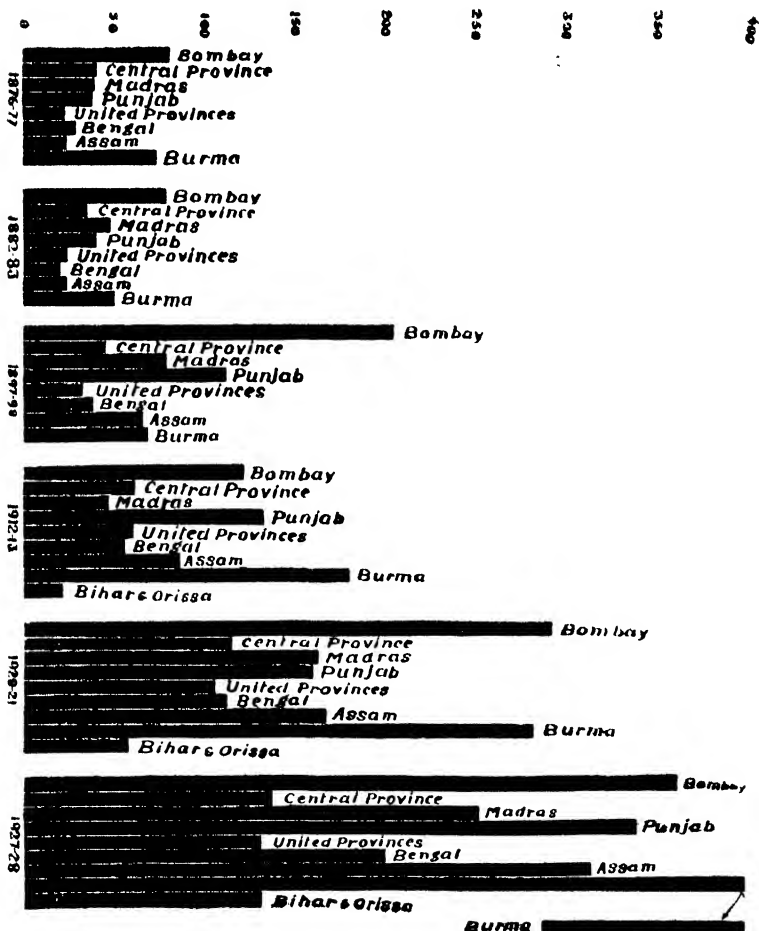 0 50 100 150 200 250 300 350 400
1876-77
Bombay
Central Province
Madras
Punjab
United Provinces
Bengal
Assam
Burma
1882-83
Bombay
Central Province
Madras
Punjab
United Provinces
Bengal
Assam
Burma
Bombay
Central Province
Madras
Punjab
United Provinces
Bengal
Assam
Burma
1912-13
Bombay
Central Province
Madras
Punjab
United Provinces
Bengal
Assam
Burma
Bihar & Orissa
Bombay
Central Province
Madras
Punjab
United Provinces
Bengal
Assam
Burma
Bihar & Orissa
1927-28
Bombay
Central Province
Madras
Punjab
United Provinces
Bengal
Assam
Bihar & Orissa
Burma